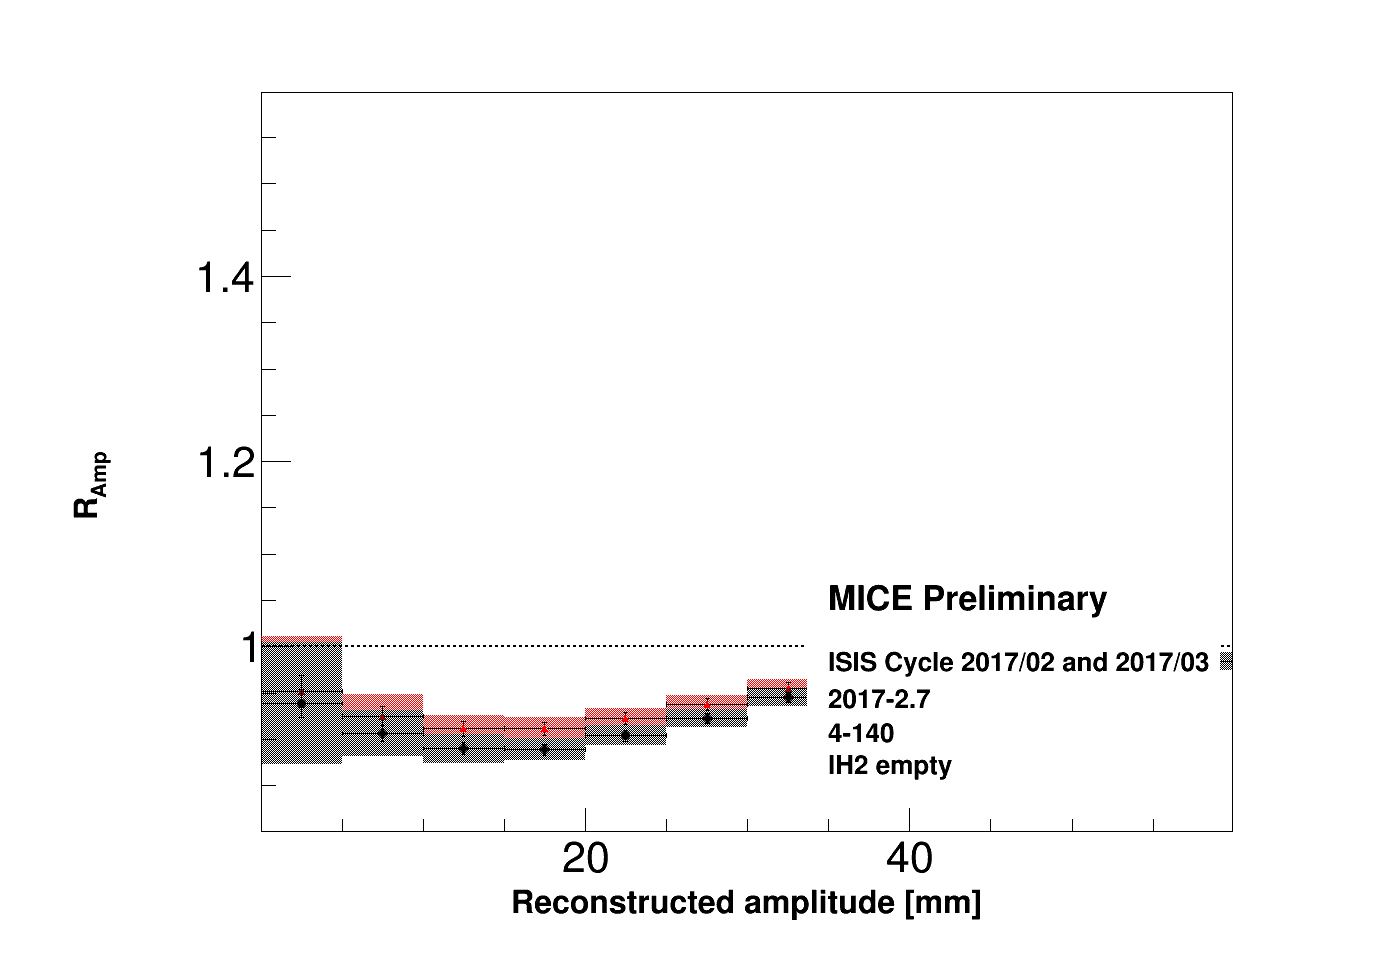 1.4
1.2
1
R_Amp
MICE Preliminary
ISIS Cycle 2017/02 and 2017/03
2017-2.7
4-140
IH2 empty
20 40
Reconstructed amplitude [mm]